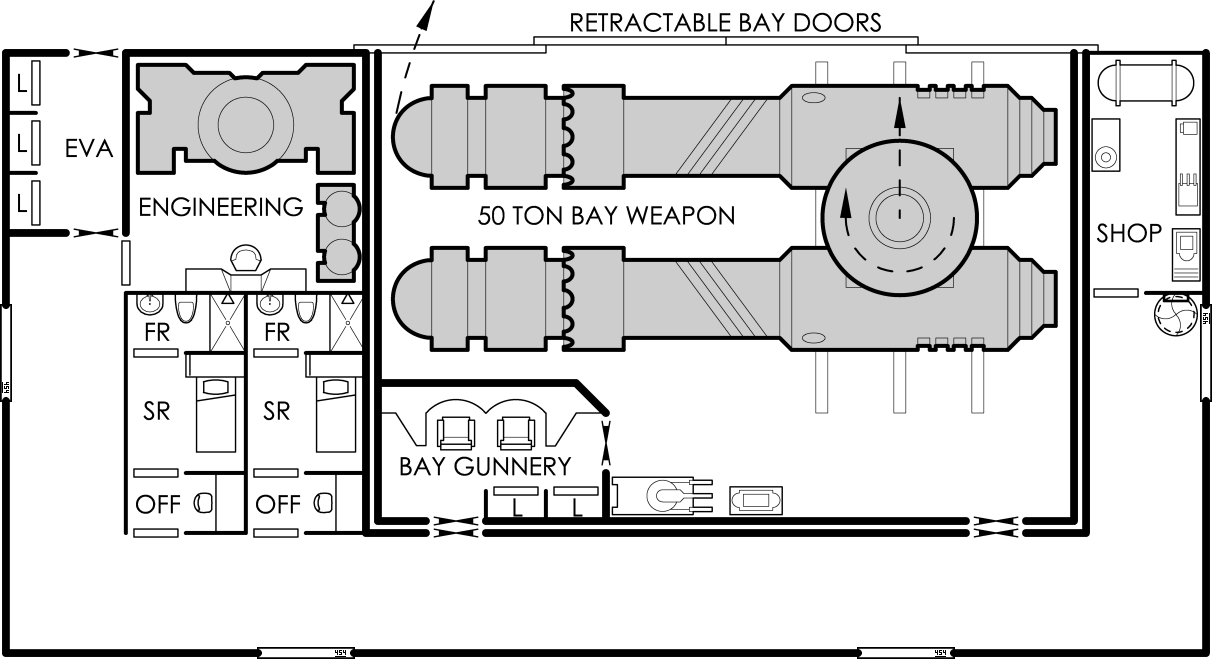 RETRACTABLE BAY DOORS
L
EVA
L
L
ENGINEERING
50 TON BAY WEAPON
SHOP
FR
FR
SR
SR
BAY GUNNERY
OFF
OFF
L
L
454
454
454
454